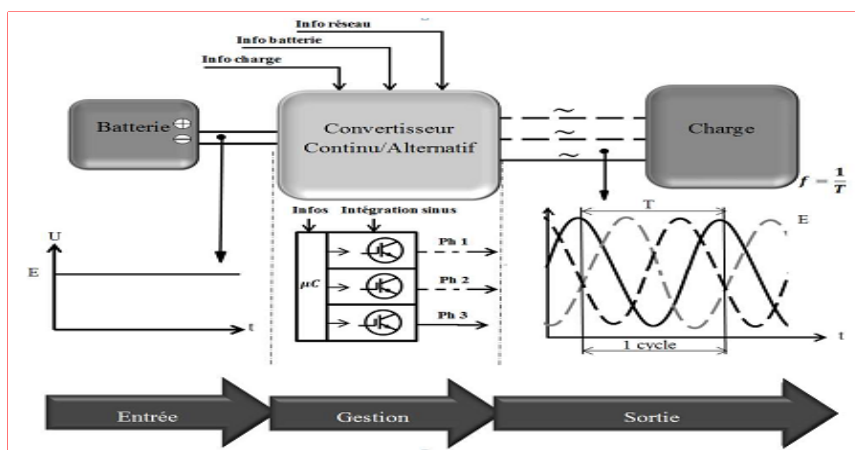 Info réseau
Info batterie
Info charge
Batterie
Convertisseur
Continu/Alternatif
Charge
f = 1/T
Infos
Intégration sinus
U
E
t
µC
Ph 1
Ph 2
Ph 3
T
E
t
1 cycle
Entrée
Gestion
Sortie